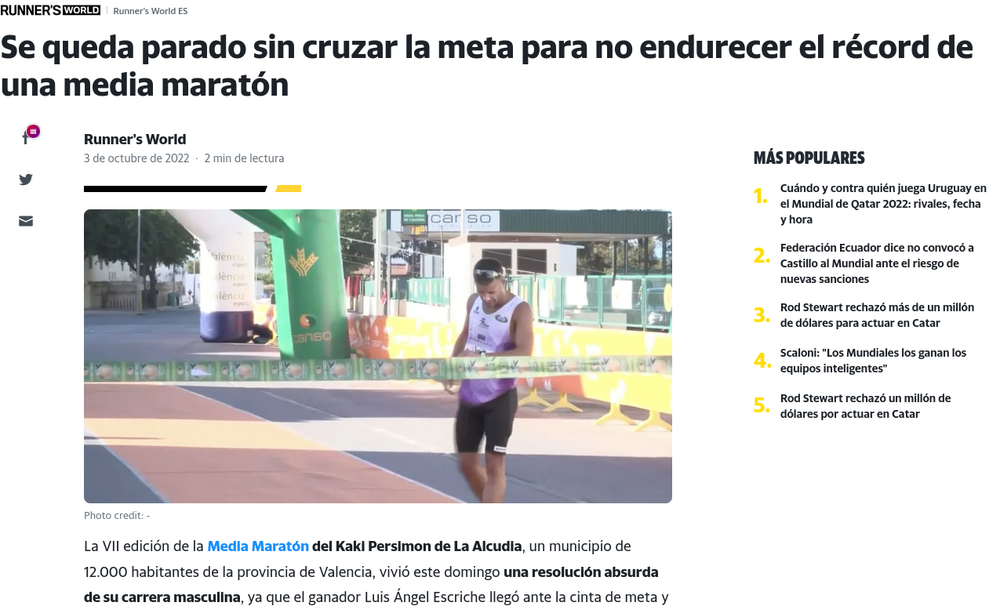 RUNNER'S WORLD | Runner's World ES
Se queda parado sin cruzar la meta para no endurecer el récord de
una media maratón
Runner's World
3 de octubre de 2022 · 2 min de lectura
canso
18º
València
esports
València
esports
València
esports
canso
Photo credit: -
La VII edición de la Media Maratón del Kaki Persimon de La Alcudia, un municipio de
12.000 habitantes de la provincia de Valencia, vivió este domingo una resolución absurda
de su carrera masculina, ya que el ganador Luis Ángel Escriche llegó ante la cinta de meta y
MÁS POPULARES
1. Cuándo y contra quién juega Uruguay en
el Mundial de Qatar 2022: rivales, fecha
y hora
2. Federación Ecuador dice no convocó a
Castillo al Mundial ante el riesgo de
nuevas sanciones
3. Rod Stewart rechazó más de un millón
de dólares para actuar en Catar
4. Scaloni: "Los Mundiales los ganan los
equipos inteligentes"
5. Rod Stewart rechazó un millón de
dólares por actuar en Catar